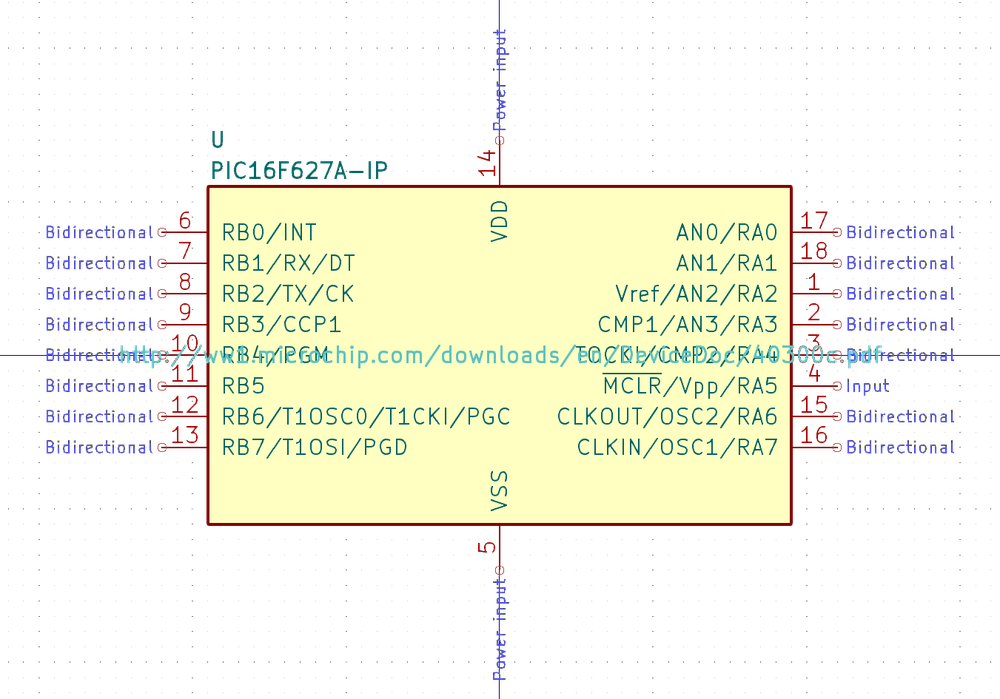 Power input
14
U
PIC16F627A-IP
VDD
Bidirectional 6 RB0/INT AN0/RA0 17 Bidirectional
Bidirectional 7 RB1/RX/DT AN1/RA1 18 Bidirectional
Bidirectional 8 RB2/TX/CK Vref/AN2/RA2 1 Bidirectional
Bidirectional 9 RB3/CCP1 CMP1/AN3/RA3 2 Bidirectional
Bidirectional 10 RB4/PGM TOCKI/CMP2/RA4 3 Bidirectional
http://ww1.microchip.com/downloads/en/DeviceDoc/40300c.pdf
Bidirectional 11 RB5 MCLR/Vpp/RA5 4 Input
Bidirectional 12 RB6/T1OSO/T1CKI/PGC CLKOUT/OSC2/RA6 15 Bidirectional
Bidirectional 13 RB7/T1OSI/PGD CLKIN/OSC1/RA7 16 Bidirectional
VSS
5
Power input